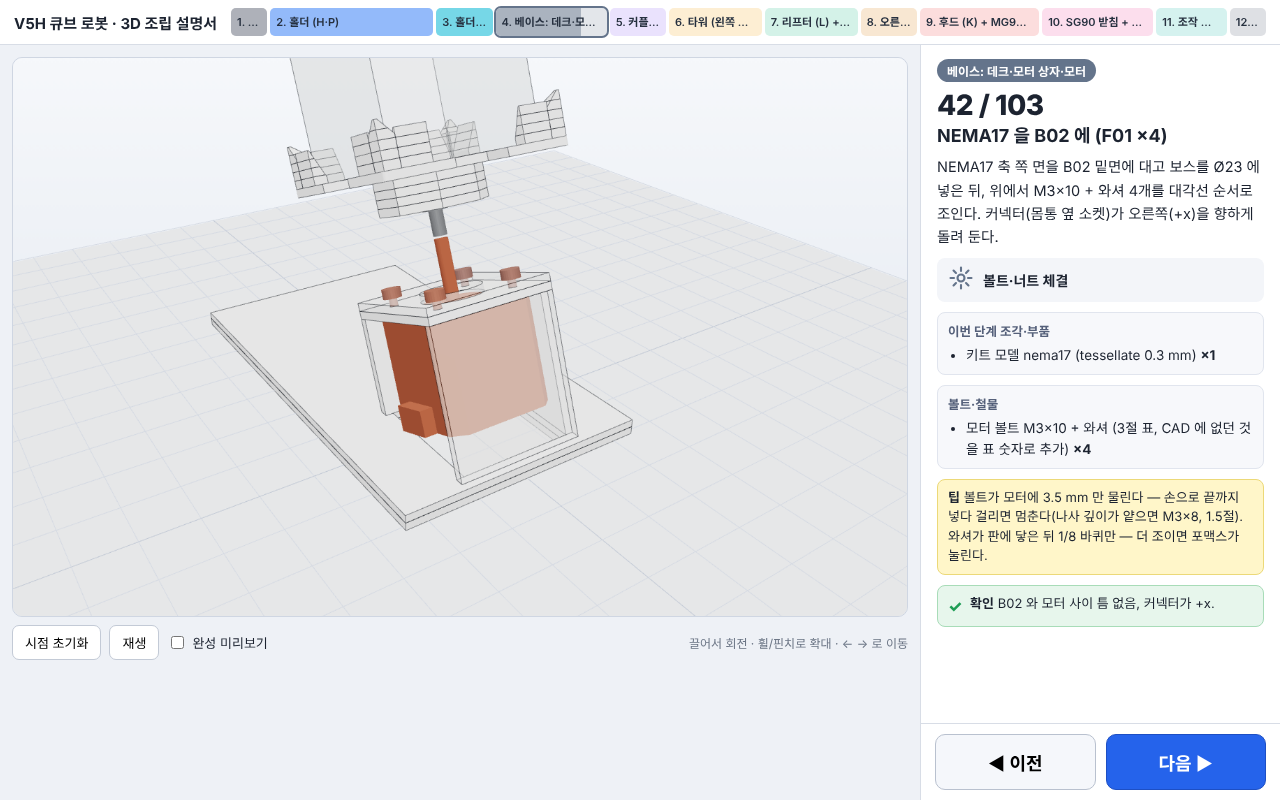 V5H 큐브 로봇 · 3D 조립 설명서
1. ...
2. 홀더 (H·P)
3. 홀더...
4. 베이스: 데크·모...
5. 커플...
6. 타워 (왼쪽 ...
7. 리프터 (L) +...
8. 오른...
9. 후드 (K) + MG9...
10. SG90 받침 + ...
11. 조작 ...
12...
시점 초기화
재생
완성 미리보기
끌어서 회전 · 휠/핀치로 확대 · ← → 로 이동
베이스: 데크·모터 상자·모터
42 / 103
NEMA17 을 B02 에 (F01 ×4)
NEMA17 축 쪽 면을 B02 밑면에 대고 보스를 Ø23 에
넣은 뒤, 위에서 M3×10 + 와셔 4개를 대각선 순서로
조인다. 커넥터(몸통 옆 소켓)가 오른쪽(+x)을 향하게
돌려 둔다.
볼트·너트 체결
이번 단계 조각·부품
• 키트 모델 nema17 (tessellate 0.3 mm) ×1
볼트·철물
• 모터 볼트 M3×10 + 와셔 (3절 표, CAD 에 없던 것
을 표 숫자로 추가) ×4
팁 볼트가 모터에 3.5 mm 만 물린다 — 손으로 끝까지
넣다 걸리면 멈춘다(나사 깊이가 얕으면 M3×8, 1.5절).
와셔가 판에 닿은 뒤 1/8 바퀴만 — 더 조이면 포맥스가
눌린다.
✔ 확인 B02 와 모터 사이 틈 없음, 커넥터가 +x.
◀ 이전
다음 ▶